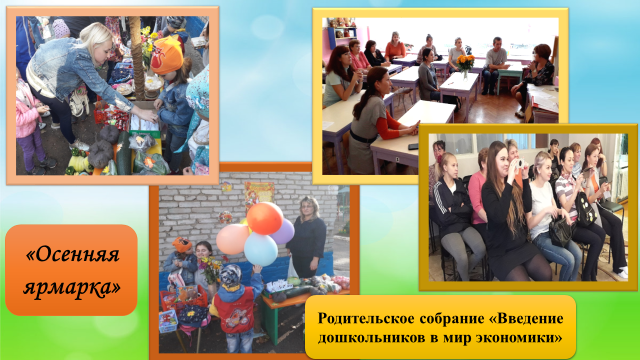 «Осенняя
ярмарка»
Родительское собрание «Введение
дошкольников в мир экономики»